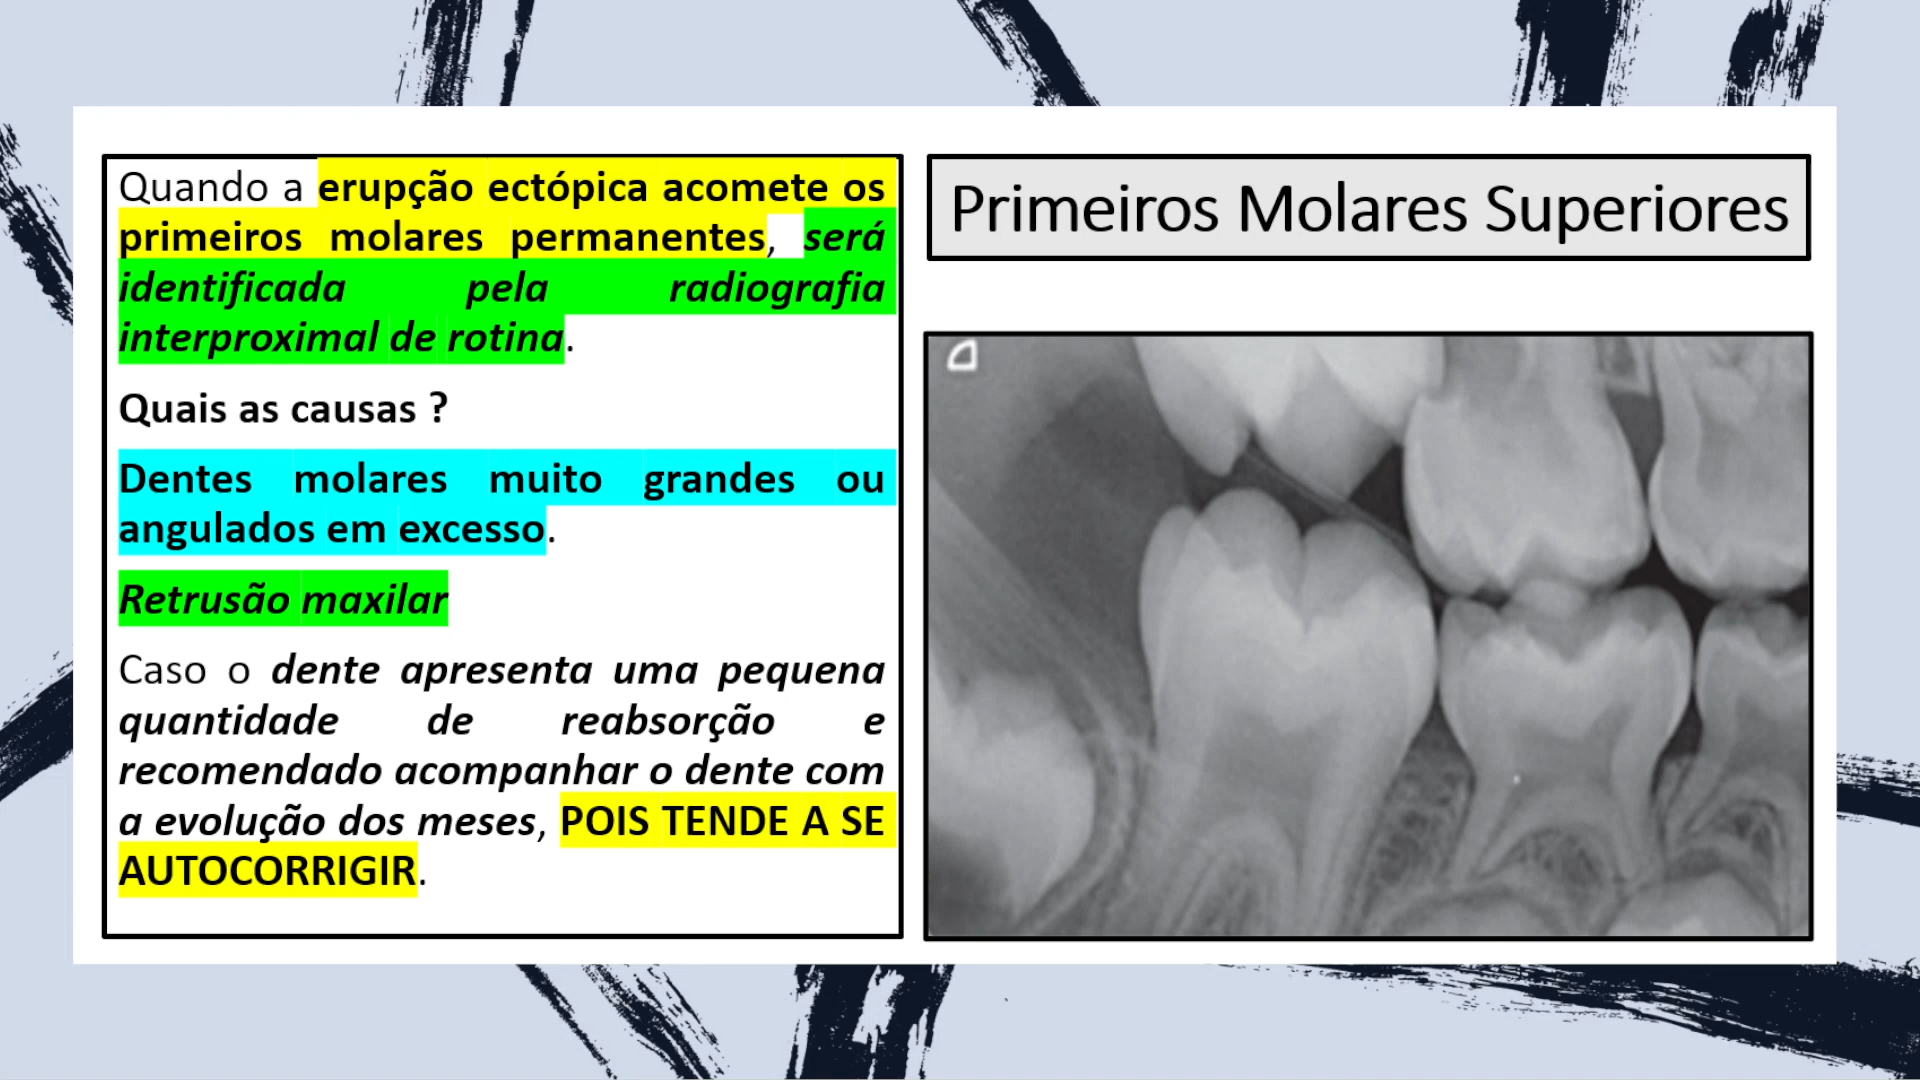 Quando a erupção ectópica acomete os
primeiros molares permanentes, será
identificada pela radiografia
interproximal de rotina.
Quais as causas ?
Dentes molares muito grandes ou
angulados em excesso.
Retrusão maxilar
Caso o dente apresenta uma pequena
quantidade de reabsorção e
recomendado acompanhar o dente com
a evolução dos meses, POIS TENDE A SE
AUTOCORRIGIR.
Primeiros Molares Superiores